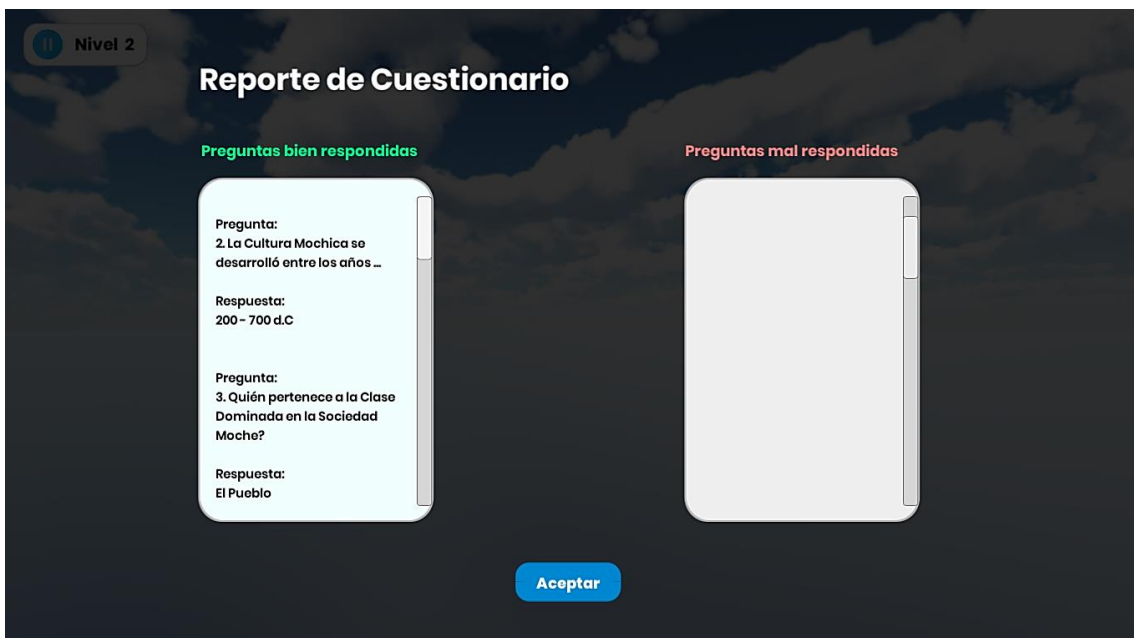 Nivel 2
Reporte de Cuestionario
Preguntas bien respondidas
Pregunta:
2. La Cultura Mochica se
desarrolló entre los años ...
Respuesta:
200 - 700 d.C
Pregunta:
3. Quién pertenece a la Clase
Dominada en la Sociedad
Moche?
Respuesta:
El Pueblo
Preguntas mal respondidas
Aceptar